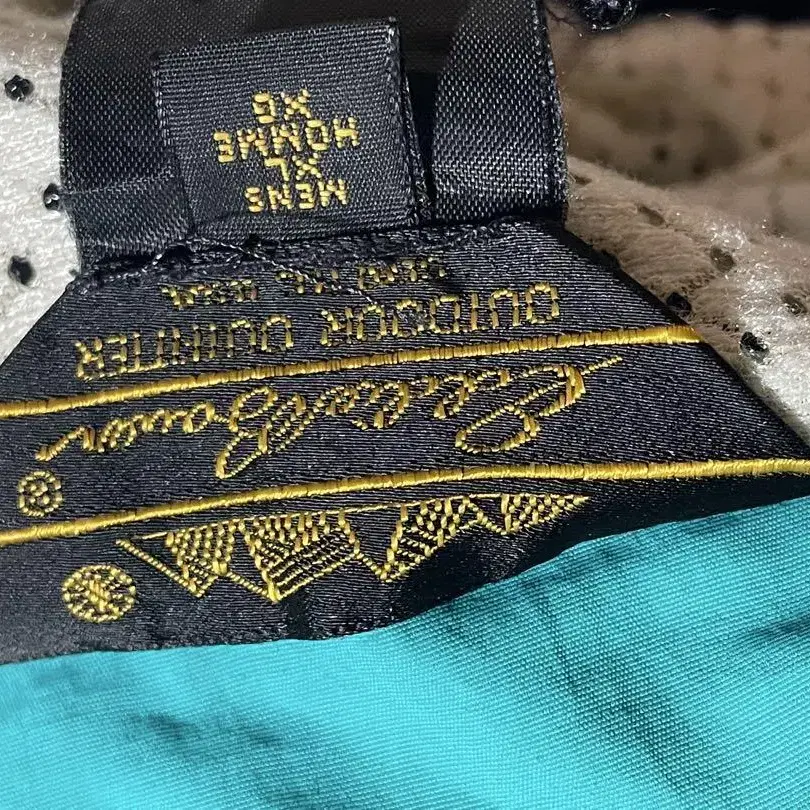 Eddie Bauer ®
OUTDOOR OUTFITTER
U.S.A.
MENS
XL
HOMME
XG